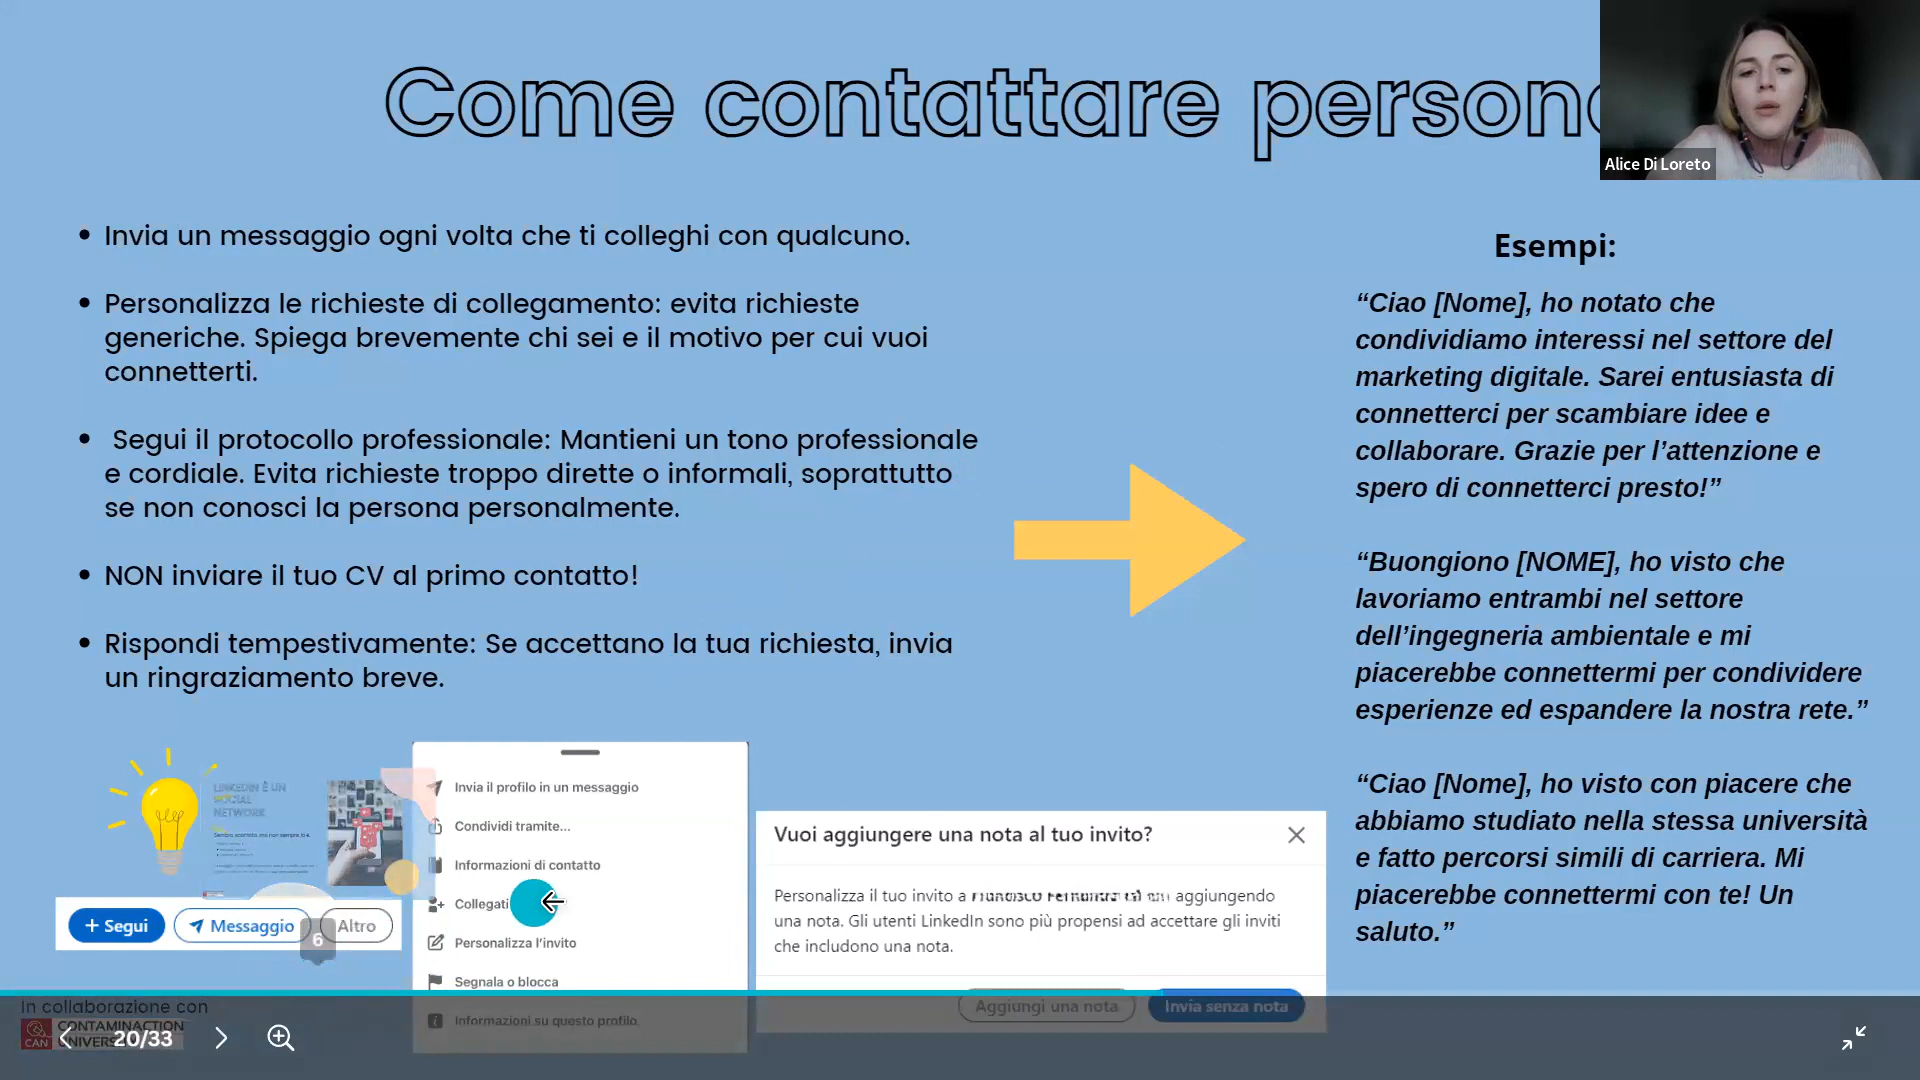 Come contattare person
Alice Di Loreto
Invia un messaggio ogni volta che ti colleghi con qualcuno.
Personalizza le richieste di collegamento: evita richieste
generiche. Spiega brevemente chi sei e il motivo per cui vuoi
connetterti.
Segui il protocollo professionale: Mantieni un tono professionale
e cordiale. Evita richieste troppo dirette o informali, soprattutto
se non conosci la persona personalmente.
NON inviare il tuo CV al primo contatto!
Rispondi tempestivamente: Se accettano la tua richiesta, invia
un ringraziamento breve.
Esempi:
“Ciao [Nome], ho notato che
condividiamo interessi nel settore del
marketing digitale. Sarei entusiasta di
connetterci per scambiare idee e
collaborare. Grazie per l’attenzione e
spero di connetterci presto!”
“Buongiono [NOME], ho visto che
lavoriamo entrambi nel settore
dell’ingegneria ambientale e mi
piacerebbe connettermi per condividere
esperienze ed espandere la nostra rete.”
“Ciao [Nome], ho visto con piacere che
abbiamo studiato nella stessa università
e fatto percorsi simili di carriera. Mi
piacerebbe connettermi con te! Un
saluto.”
LINKEDIN È UN
SOCIAL
NETWORK
+ Segui
Messaggio
Altro
6
Invia il profilo in un messaggio
Condividi tramite...
Informazioni di contatto
Collegati
Personalizza l’invito
Segnala o blocca
Informazioni su questo profilo
Vuoi aggiungere una nota al tuo invito?
Personalizza il tuo invito a aggiungendo
una nota. Gli utenti LinkedIn sono più propensi ad accettare gli inviti
che includono una nota.
Aggiungi una nota
Invia senza nota
In collaborazione con
CAN
CONTAMINACTION
UNIVERSITY
20/33